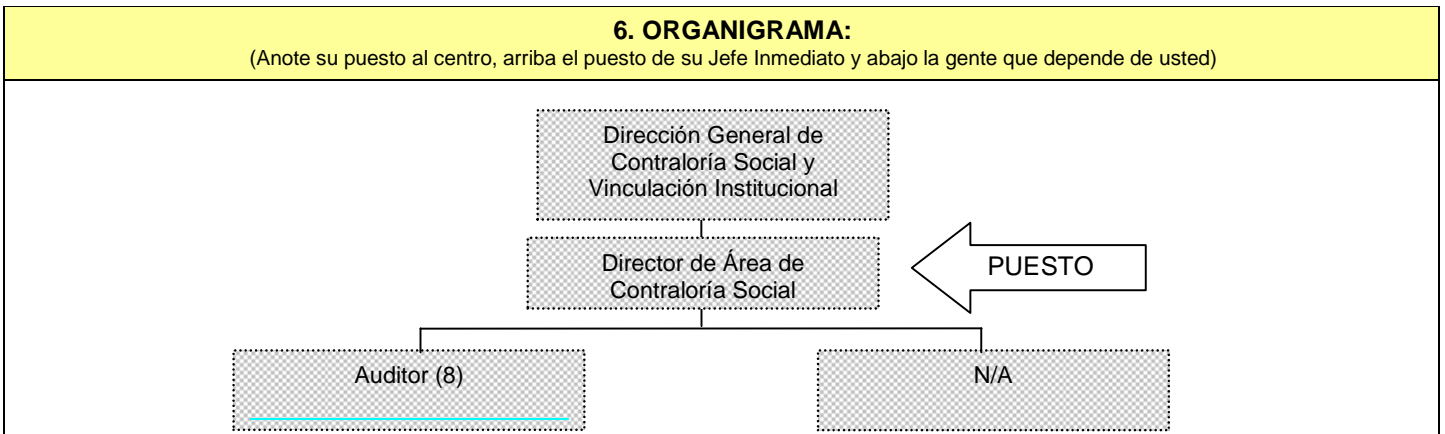 6. ORGANIGRAMA:
(Anote su puesto al centro, arriba el puesto de su Jefe Inmediato y abajo la gente que depende de usted)
Dirección General de
Contraloría Social y
Vinculación Institucional
Director de Área de
Contraloría Social
PUESTO
Auditor (8)
N/A